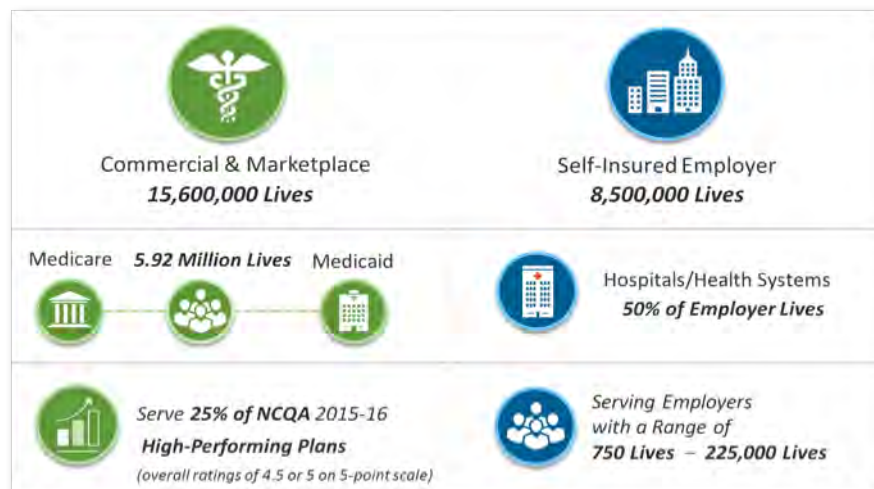 Commercial & Marketplace
15,600,000 Lives
Self-Insured Employer
8,500,000 Lives
Medicare 5.92 Million Lives Medicaid
Hospitals/Health Systems
50% of Employer Lives
Serve 25% of NCQA 2015-16
High-Performing Plans
(overall ratings of 4.5 or 5 on 5-point scale)
Serving Employers
with a Range of
750 Lives – 225,000 Lives